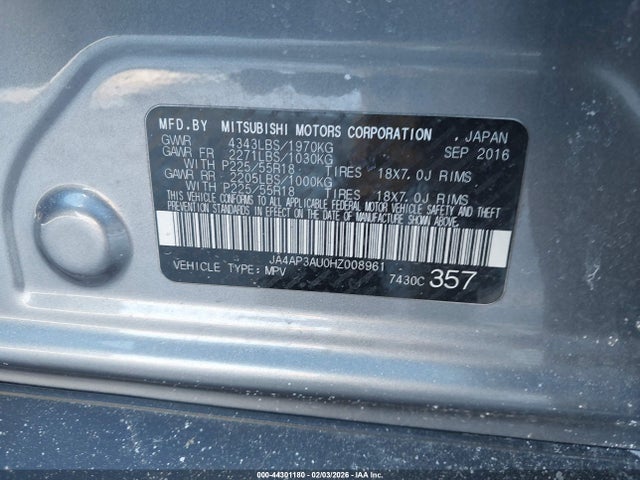 MFD.BY MITSUBISHI MOTORS CORPORATION JAPAN
GVWR 4343LBS/1970KG SEP 2016
GAWR FR 2271LBS/1030KG
WITH P225/55R18 TIRES 18X7.0J RIMS
GAWR RR 2205LBS/1000KG
WITH P225/55R18 TIRES 18X7.0J RIMS
THIS VEHICLE CONFORMS TO ALL APPLICABLE FEDERAL MOTOR VEHICLE SAFETY AND THEFT
PREVENTION STANDARDS IN EFFECT ON THE DATE OF MANUFACTURE SHOWN ABOVE.
JA4AP3AU0HZ008961
VEHICLE TYPE: MPV 7430C 357
000-44301180 - 02/03/2026 - IAAI.COM